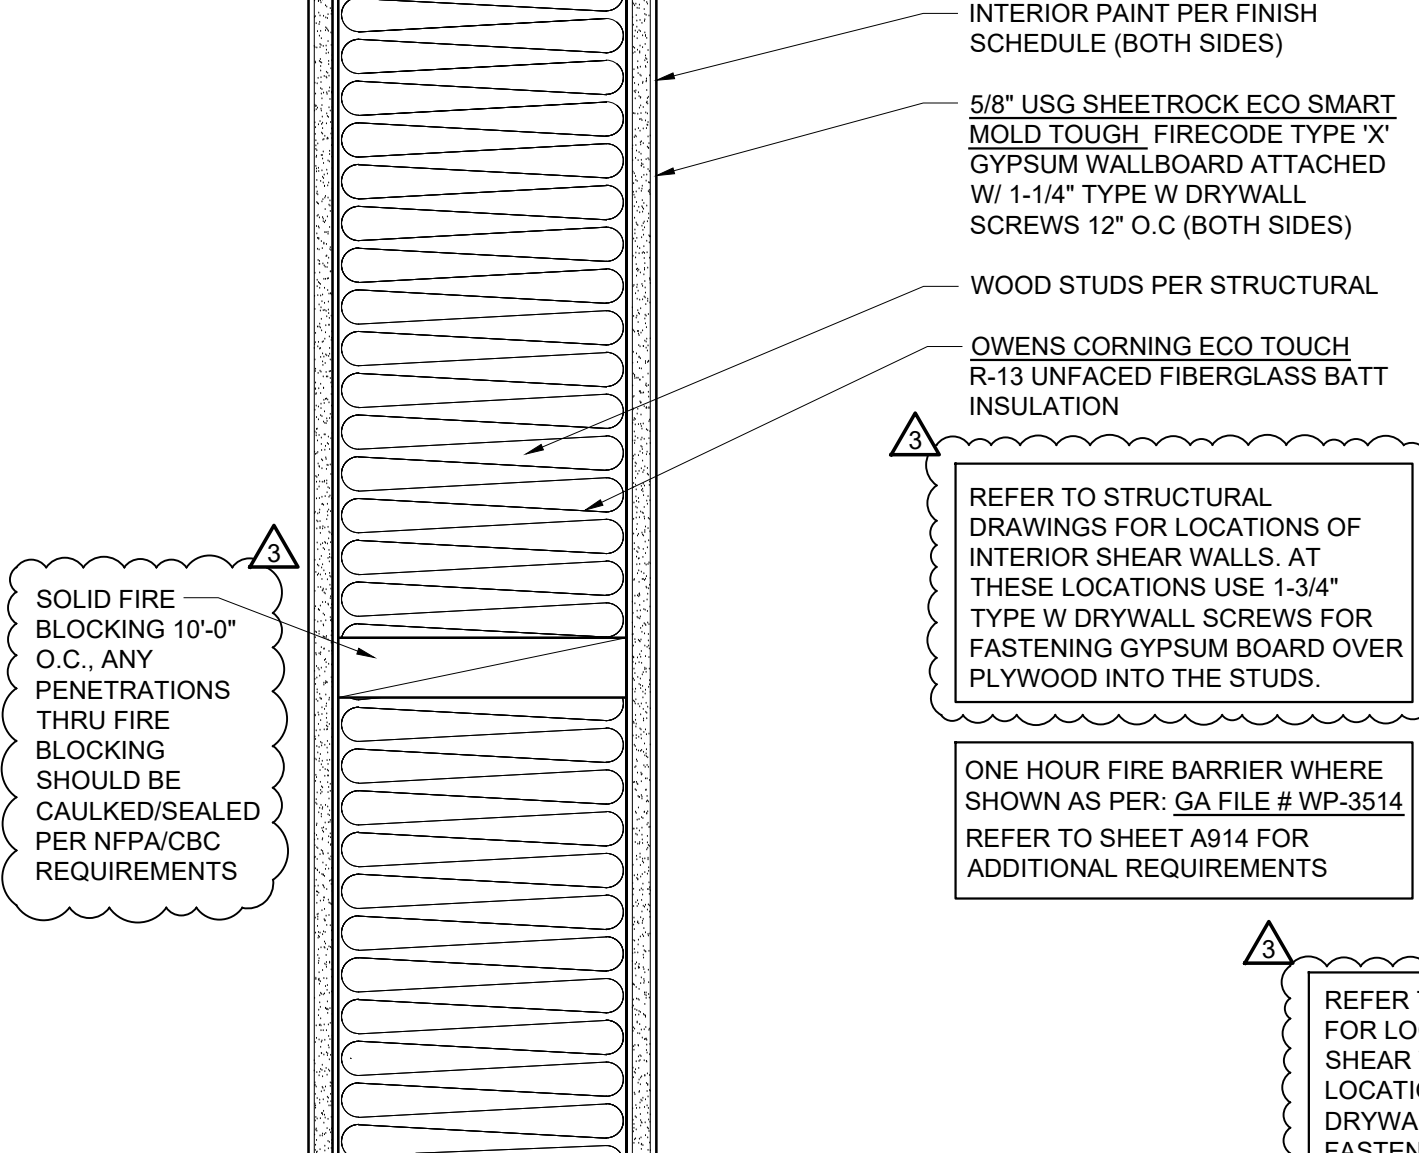 INTERIOR PAINT PER FINISH
SCHEDULE (BOTH SIDES)
5/8" USG SHEETROCK ECO SMART
MOLD TOUGH FIRECODE TYPE 'X'
GYPSUM WALLBOARD ATTACHED
W/ 1-1/4" TYPE W DRYWALL
SCREWS 12" O.C (BOTH SIDES)
WOOD STUDS PER STRUCTURAL
OWENS CORNING ECO TOUCH
R-13 UNFACED FIBERGLASS BATT
INSULATION
3
REFER TO STRUCTURAL
DRAWINGS FOR LOCATIONS OF
INTERIOR SHEAR WALLS. AT
THESE LOCATIONS USE 1-3/4"
TYPE W DRYWALL SCREWS FOR
FASTENING GYPSUM BOARD OVER
PLYWOOD INTO THE STUDS.
3
SOLID FIRE
BLOCKING 10'-0"
O.C., ANY
PENETRATIONS
THRU FIRE
BLOCKING
SHOULD BE
CAULKED/SEALED
PER NFPA/CBC
REQUIREMENTS
ONE HOUR FIRE BARRIER WHERE
SHOWN AS PER: GA FILE # WP-3514
REFER TO SHEET A914 FOR
ADDITIONAL REQUIREMENTS
3
REFER
FOR
SHEAR